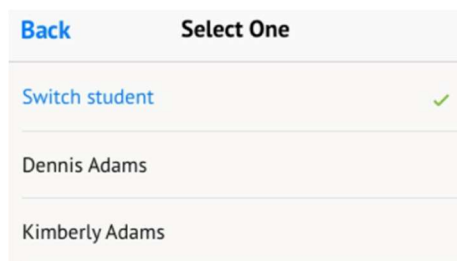 Back Select One
Switch student
Dennis Adams
Kimberly Adams